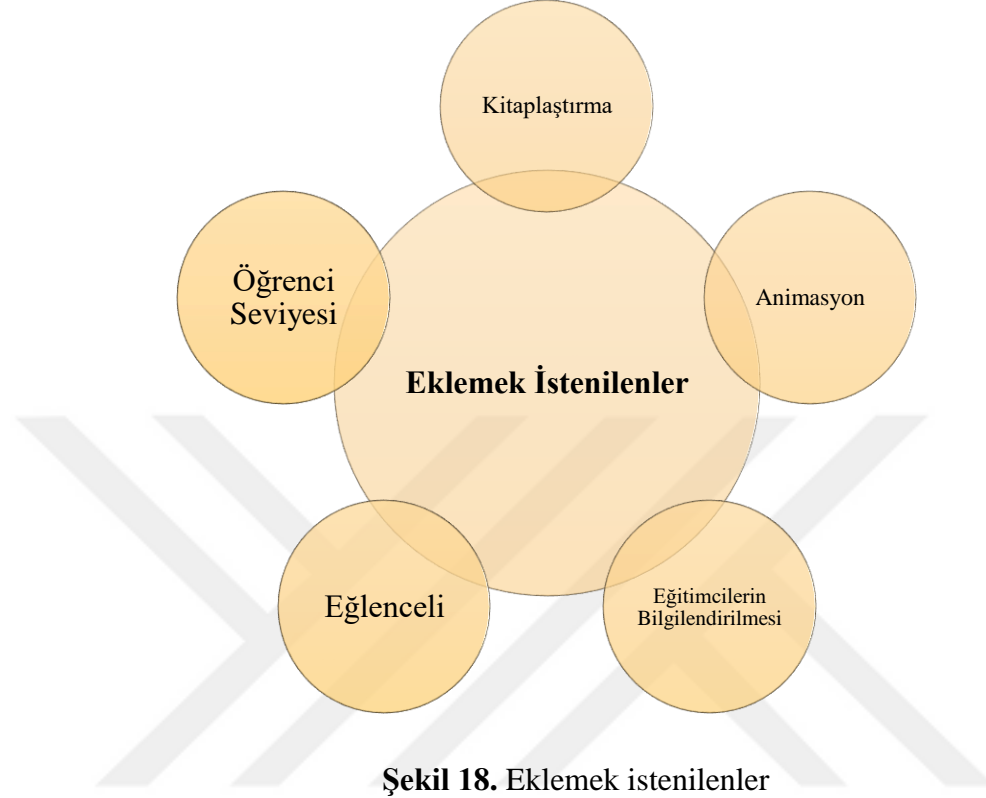 Kitaplaştırma
Öğrenci
Seviyesi
Animasyon
Eklemek İstenilenler
Eğlenceli
Eğitimcilerin
Bilgilendirilmesi
Şekil 18. Eklemek istenilenler